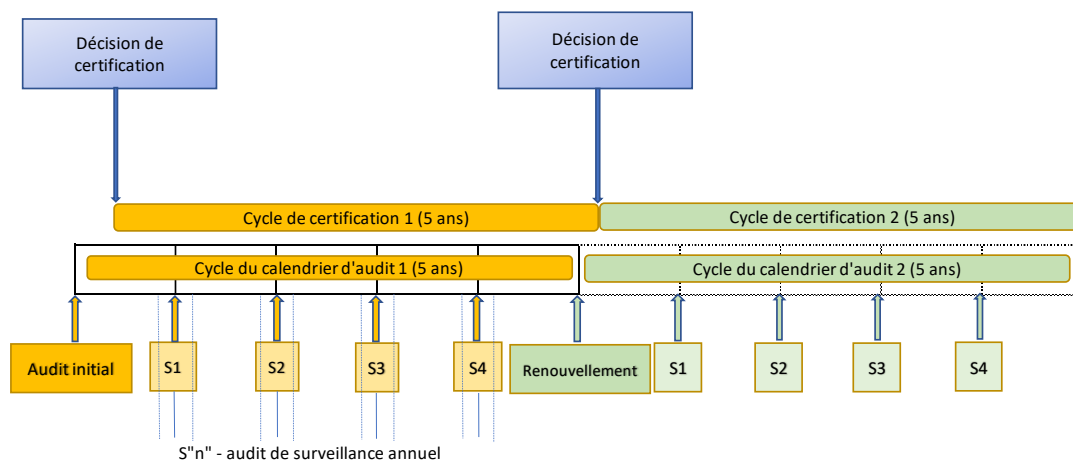 Décision de
certification
Décision de
certification
Cycle de certification 1 (5 ans)
Cycle de certification 2 (5 ans)
Cycle du calendrier d'audit 1 (5 ans)
Cycle du calendrier d'audit 2 (5 ans)
Audit initial
S1
S2
S3
S4
Renouvellement
S1
S2
S3
S4
S"n" - audit de surveillance annuel